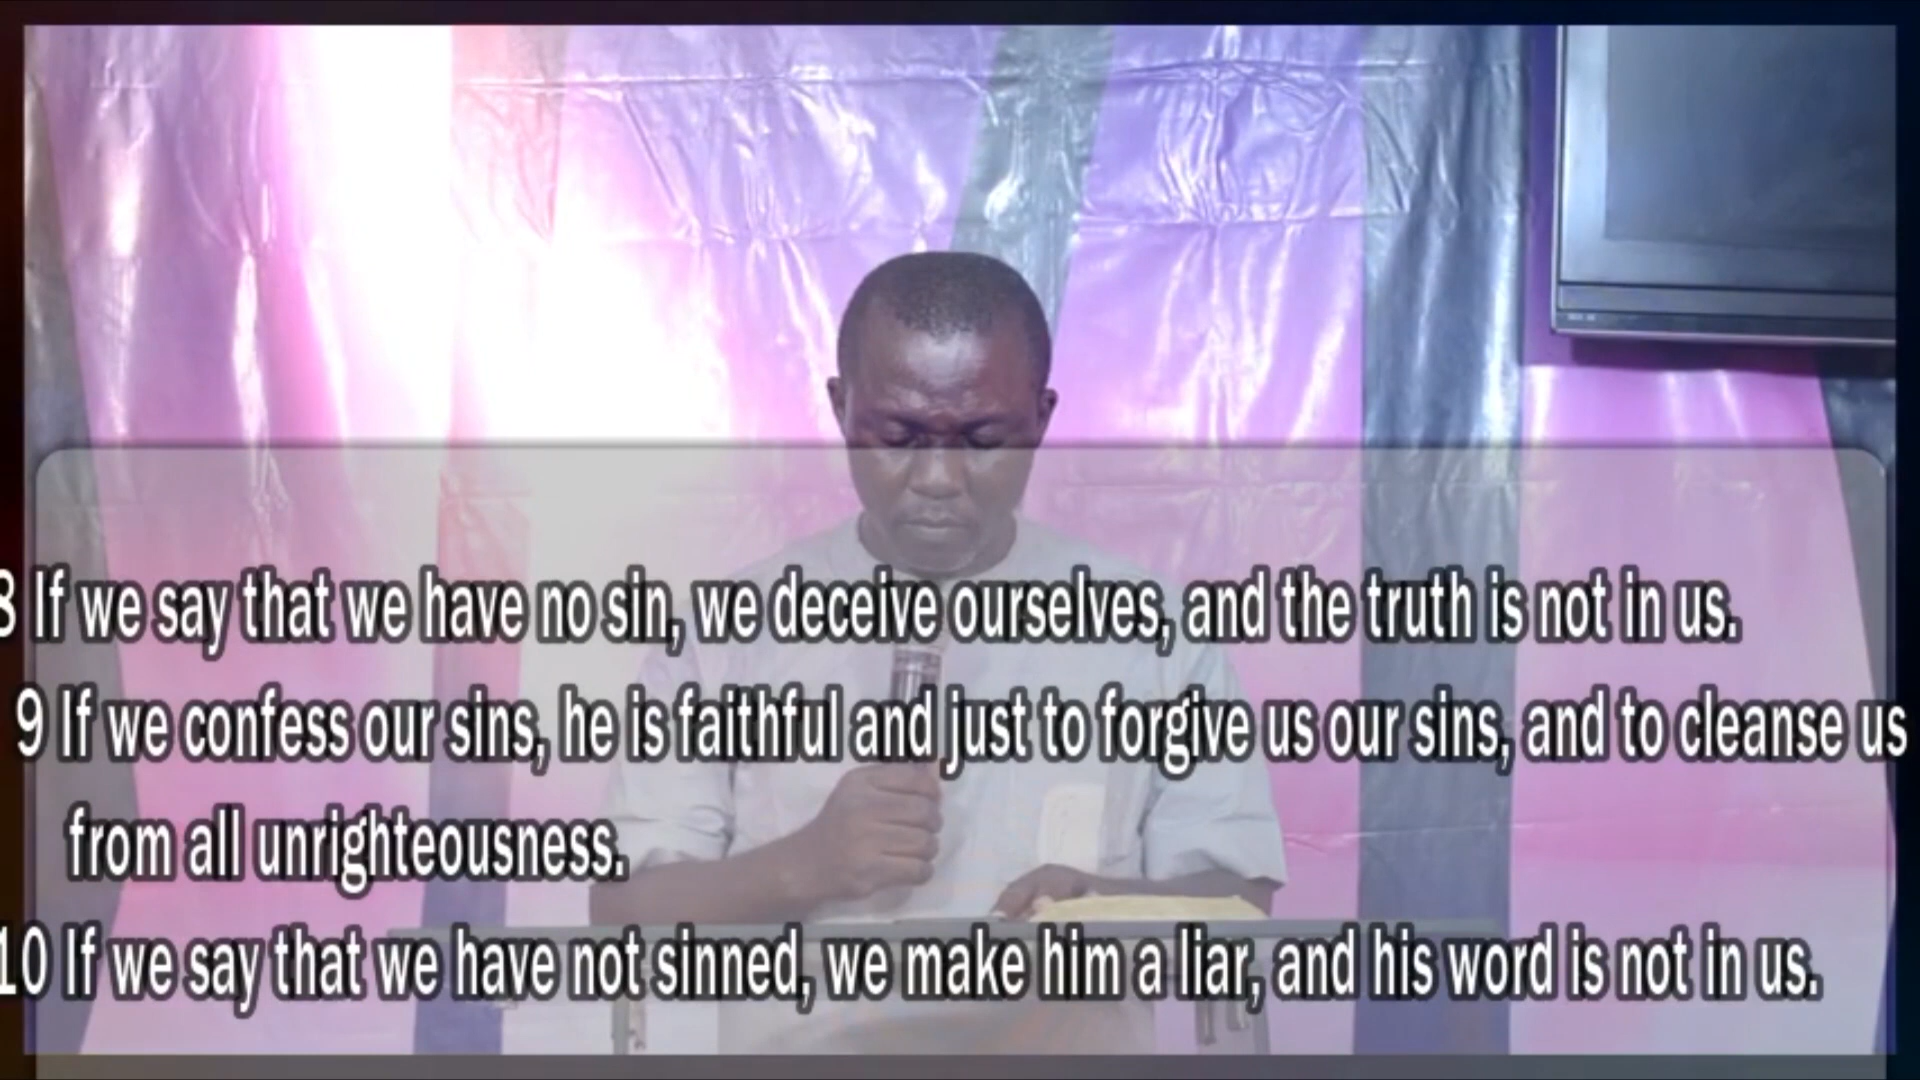 8 If we say that we have no sin, we deceive ourselves, and the truth is not in us.
9 If we confess our sins, he is faithful and just to forgive us our sins, and to cleanse us
from all unrighteousness.
10 If we say that we have not sinned, we make him a liar, and his word is not in us.